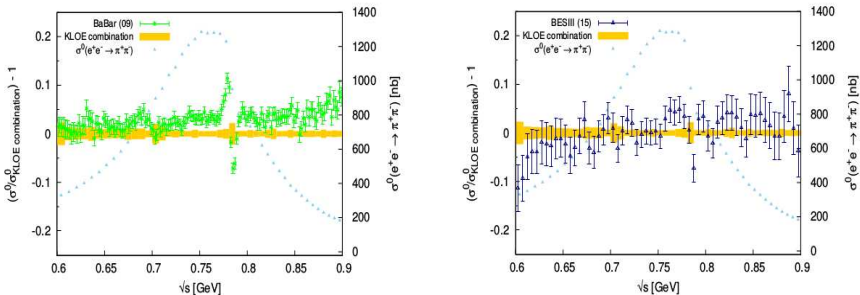 BaBar (09)
KLOE combination
σ⁰(e⁺e⁻ → π⁺π⁻)
(σ⁰/σ⁰KLOE combination) - 1
0.2
0.1
0
-0.1
-0.2
1400
1200
1000
800
600
400
200
0
σ⁰(e⁺e⁻ → π⁺π⁻) [nb]
0.6 0.65 0.7 0.75 0.8 0.85 0.9
√s [GeV]
BESIII (15)
KLOE combination
σ⁰(e⁺e⁻ → π⁺π⁻)
(σ⁰/σ⁰KLOE combination) - 1
0.2
0.1
0
-0.1
-0.2
1400
1200
1000
800
600
400
200
0
σ⁰(e⁺e⁻ → π⁺π⁻) [nb]
0.6 0.65 0.7 0.75 0.8 0.85 0.9
√s [GeV]